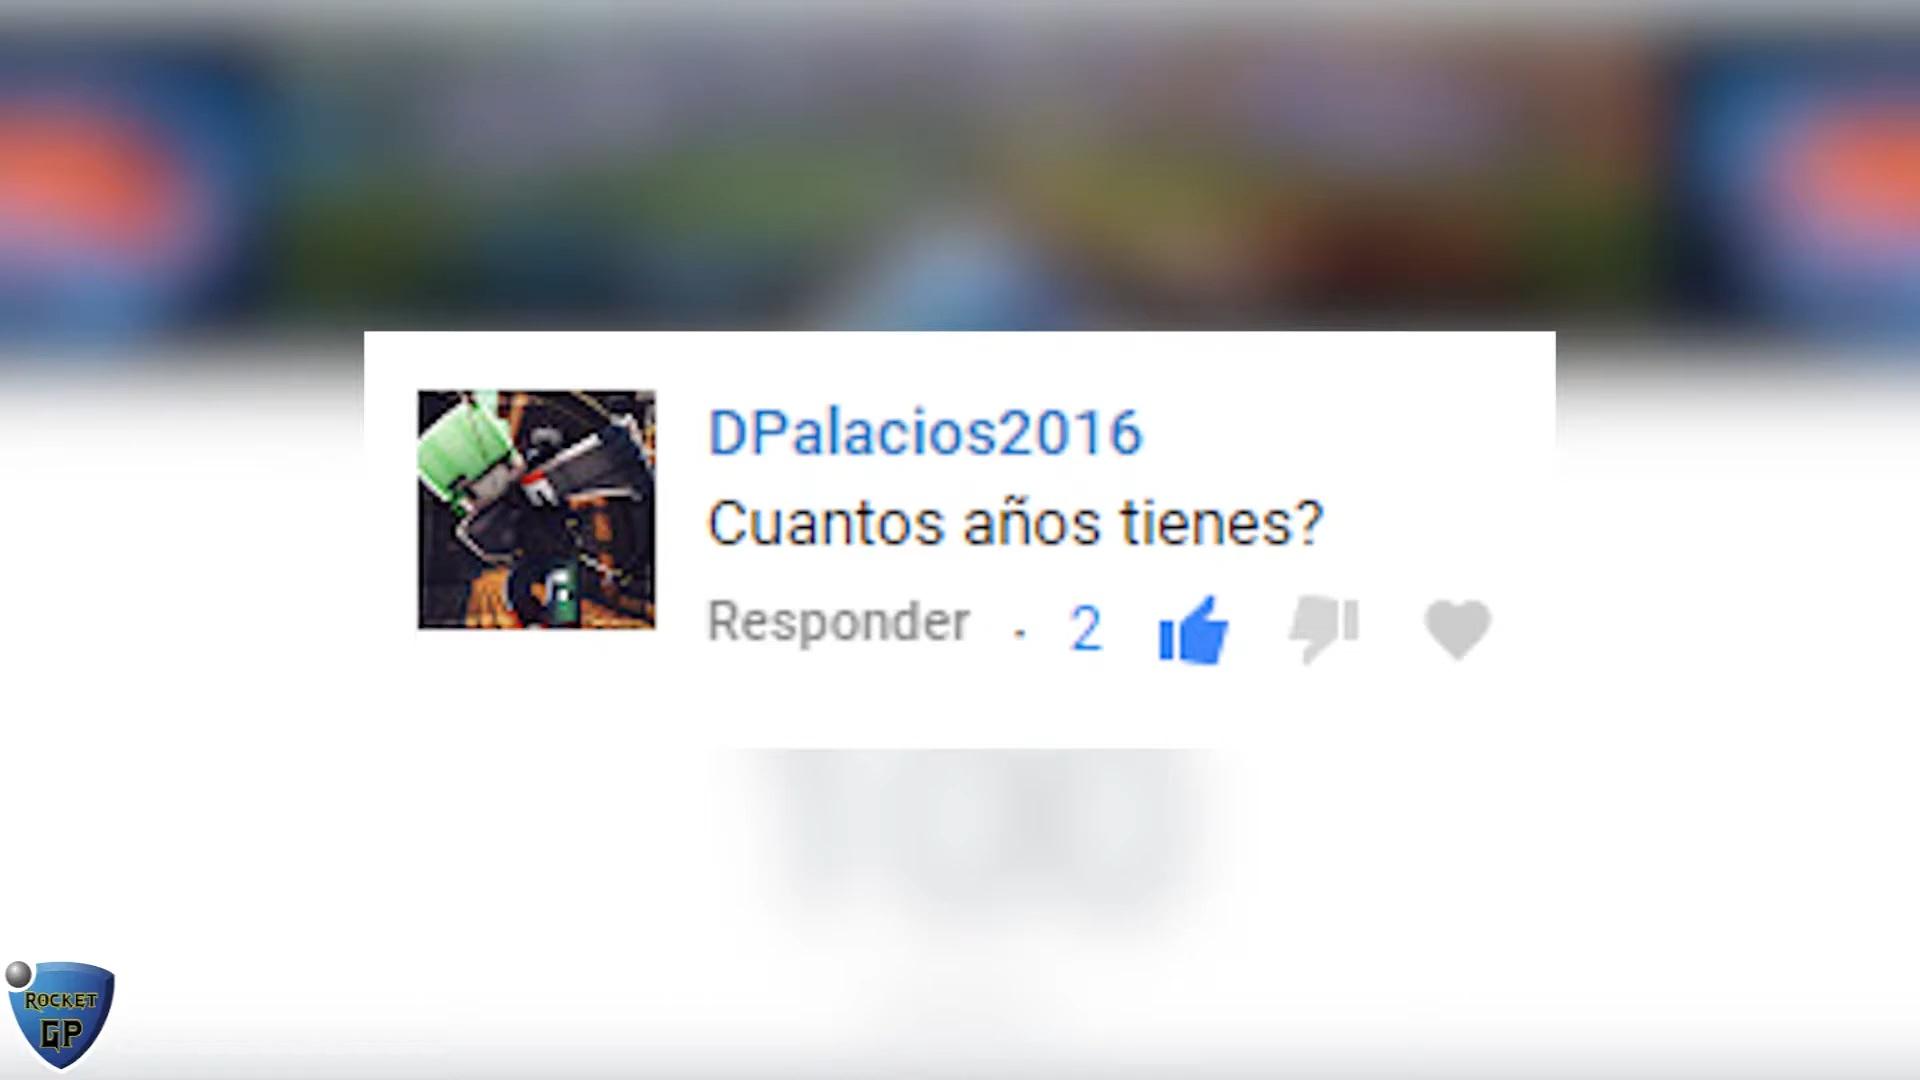 DPalacios2016
Cuantos años tienes?
Responder · 2
ROCKET
GP